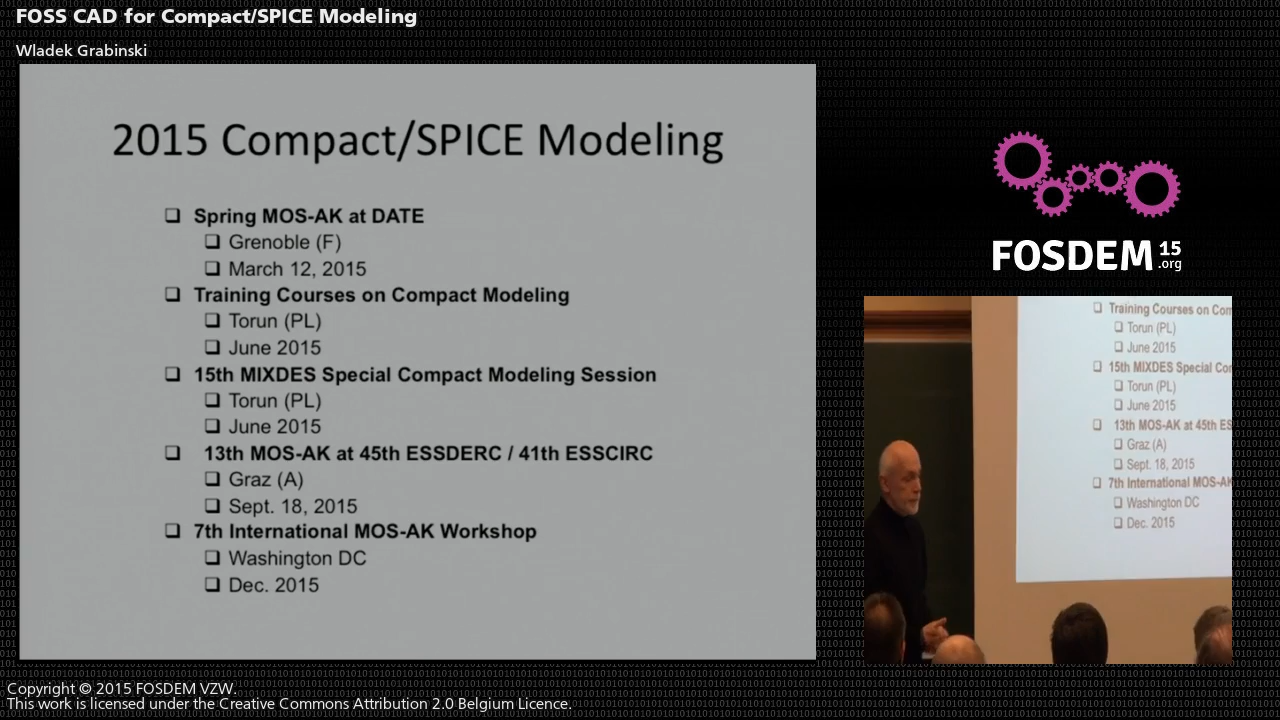 FOSS CAD for Compact/SPICE Modeling
Wladek Grabinski
2015 Compact/SPICE Modeling
❑ Spring MOS-AK at DATE
❑ Grenoble (F)
❑ March 12, 2015
❑ Training Courses on Compact Modeling
❑ Torun (PL)
❑ June 2015
❑ 15th MIXDES Special Compact Modeling Session
❑ Torun (PL)
❑ June 2015
❑ 13th MOS-AK at 45th ESSDERC / 41th ESSCIRC
❑ Graz (A)
❑ Sept. 18, 2015
❑ 7th International MOS-AK Workshop
❑ Washington DC
❑ Dec. 2015
FOSDEM 15
.org
❑ Training Courses on Com
❑ Torun (PL)
❑ June 2015
❑ 15th MIXDES Special Co
❑ Torun (PL)
❑ June 2015
❑ 13th MOS-AK at 45th ES
❑ Graz (A)
❑ Sept. 18, 2015
❑ 7th International MOS-AK
❑ Washington DC
❑ Dec. 2015
Copyright © 2015 FOSDEM VZW.
This work is licensed under the Creative Commons Attribution 2.0 Belgium Licence.